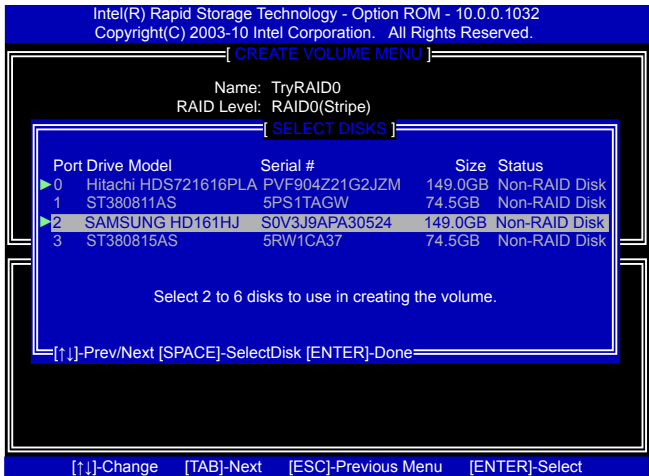 Intel(R) Rapid Storage Technology - Option ROM - 10.0.0.1032
Copyright(C) 2003-10 Intel Corporation. All Rights Reserved.
[ CREATE VOLUME MENU ]
Name: TryRAID0
RAID Level: RAID0(Stripe)
[ SELECT DISKS ]
Port Drive Model Serial # Size Status
0 Hitachi HDS721616PLA PVF904Z21G2JZM 149.0GB Non-RAID Disk
1 ST380811AS 5PS1TAGW 74.5GB Non-RAID Disk
2 SAMSUNG HD161HJ S0V3J9APA30524 149.0GB Non-RAID Disk
3 ST380815AS 5RW1CA37 74.5GB Non-RAID Disk
Select 2 to 6 disks to use in creating the volume.
[↑↓]-Prev/Next [SPACE]-SelectDisk [ENTER]-Done
[↑↓]-Change [TAB]-Next [ESC]-Previous Menu [ENTER]-Select